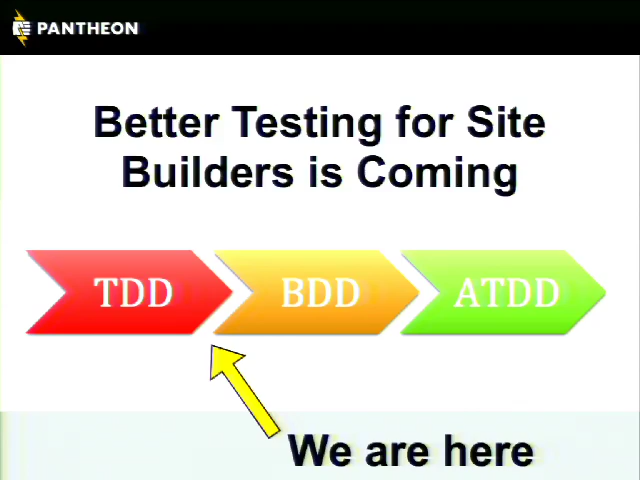 PANTHEON
Better Testing for Site
Builders is Coming
TDD BDD ATDD
We are here